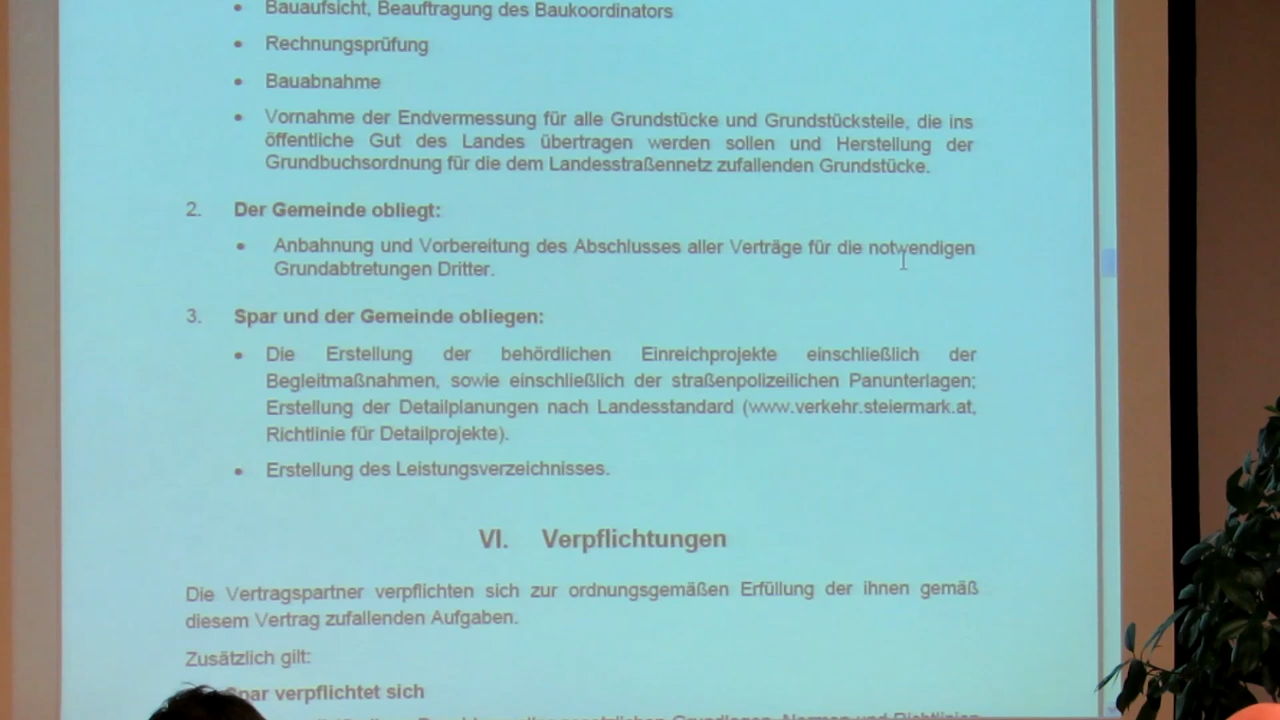 • Bauaufsicht, Beauftragung des Baukoordinators
• Rechnungsprüfung
• Bauabnahme
• Vornahme der Endvermessung für alle Grundstücke und Grundstücksteile, die ins
öffentliche Gut des Landes übertragen werden sollen und Herstellung der
Grundbuchsordnung für die dem Landesstraßennetz zufallenden Grundstücke.
2. Der Gemeinde obliegt:
• Anbahnung und Vorbereitung des Abschlusses aller Verträge für die notwendigen
Grundabtretungen Dritter.
3. Spar und der Gemeinde obliegen:
• Die Erstellung der behördlichen Einreichprojekte einschließlich der
Begleitmaßnahmen, sowie einschließlich der straßenpolizeilichen Panunterlagen;
Erstellung der Detailplanungen nach Landesstandard (www.verkehr.steiermark.at,
Richtlinie für Detailprojekte).
• Erstellung des Leistungsverzeichnisses.
VI. Verpflichtungen
Die Vertragspartner verpflichten sich zur ordnungsgemäßen Erfüllung der ihnen gemäß
diesem Vertrag zufallenden Aufgaben.
Zusätzlich gilt:
Spar verpflichtet sich
Grundlagen, Normen und Richtlinien